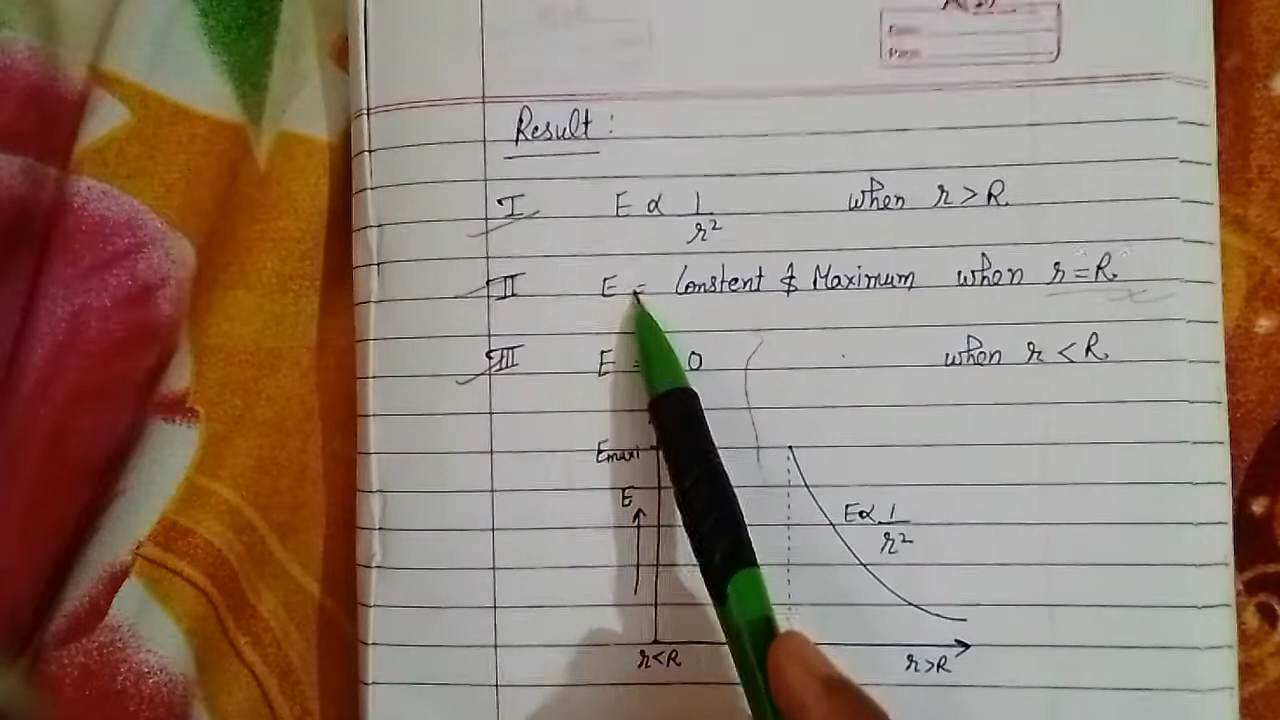 Result :
I E ∝ 1/r² when r > R
II E = Constent & Maximum when r = R
III E = 0 when r < R
Emaxi
E
E ∝ 1/r²
r < R r > R